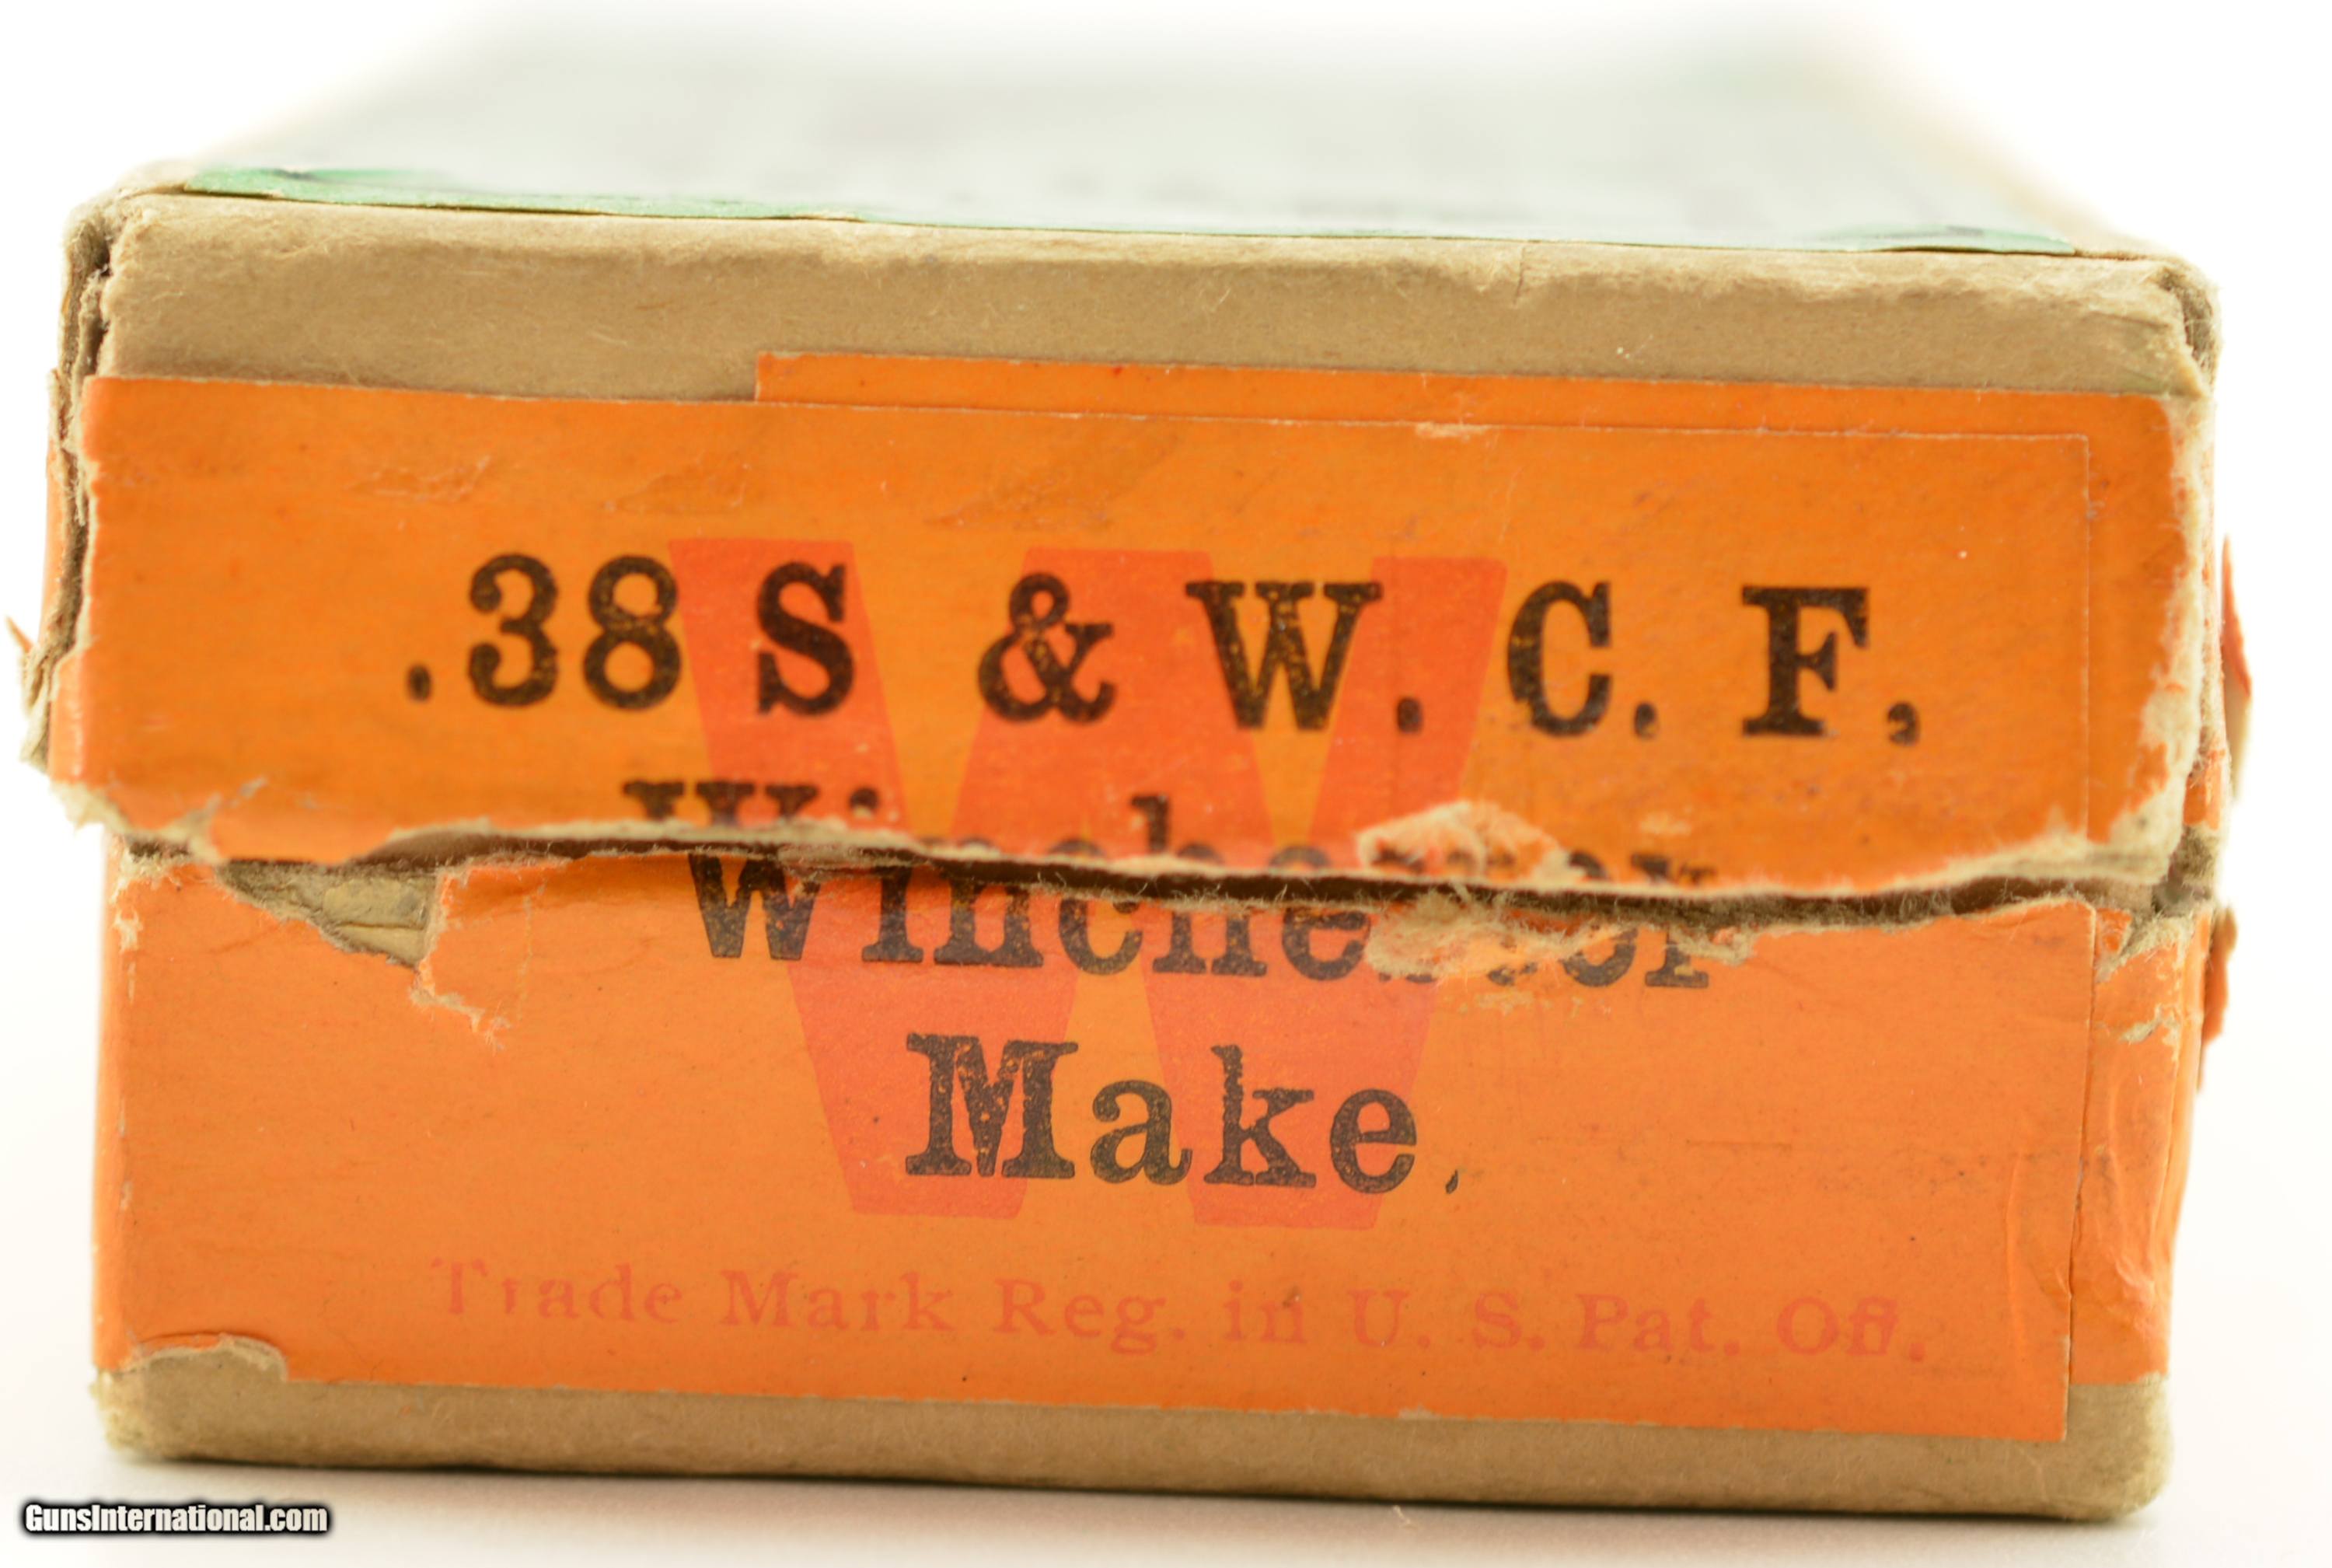 .38 S & W. C. F,
Winchester
Make,
Trade Mark Reg. in U. S. Pat. Off.
GunsInternational.com